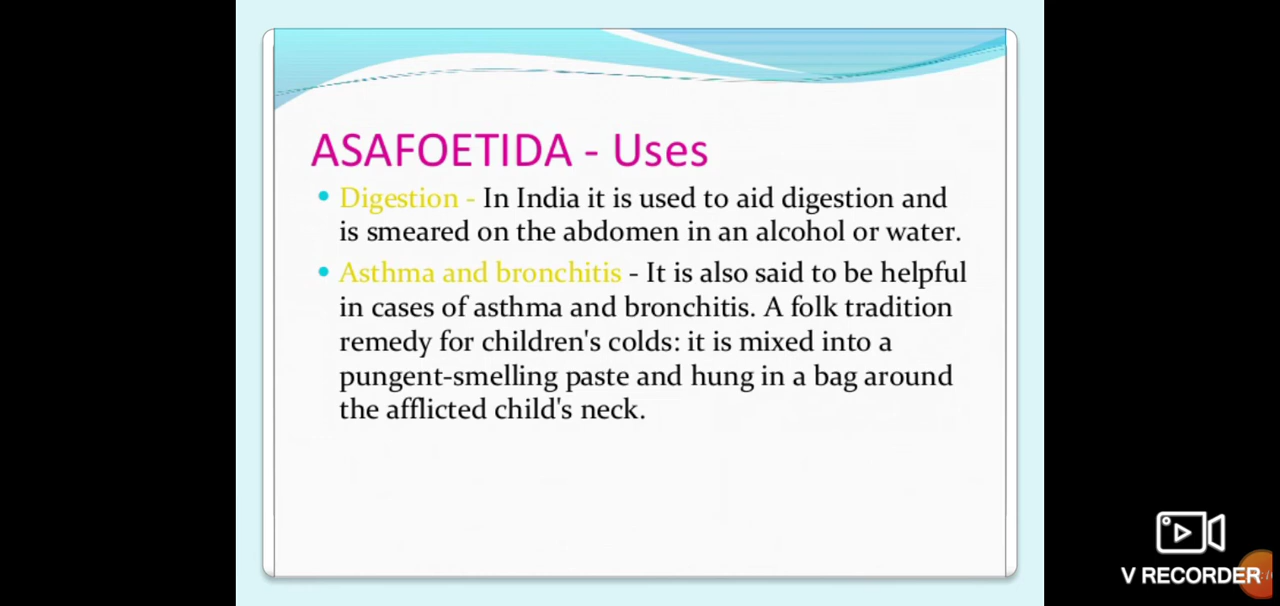 ASAFOETIDA - Uses
Digestion - In India it is used to aid digestion and
is smeared on the abdomen in an alcohol or water.
Asthma and bronchitis - It is also said to be helpful
in cases of asthma and bronchitis. A folk tradition
remedy for children's colds: it is mixed into a
pungent-smelling paste and hung in a bag around
the afflicted child's neck.
V RECORDER